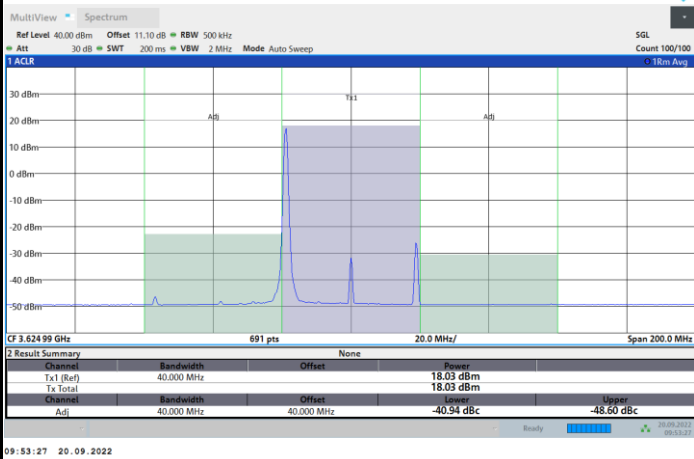 MultiView Spectrum
Ref Level 40.00 dBm Offset 11.10 dB RBW 500 kHz SGL
Att 30 dB SWT 200 ms VBW 2 MHz Mode Auto Sweep Count 100/100
1 ACLR 1Rm Avg
30 dBm
Tx1
20 dBm
Adj Adj
10 dBm
0 dBm
-10 dBm
-20 dBm
-30 dBm
-40 dBm
-50 dBm
CF 3.624 99 GHz 691 pts 20.0 MHz/ Span 200.0 MHz
2 Result Summary None
Channel Bandwidth Offset Power
Tx1 (Ref) 40.000 MHz 18.03 dBm
Tx Total 18.03 dBm
Channel Bandwidth Offset Lower Upper
Adj 40.000 MHz 40.000 MHz -40.94 dBc -48.60 dBc
Ready 20.09.2022
09:53:27
09:53:27 20.09.2022